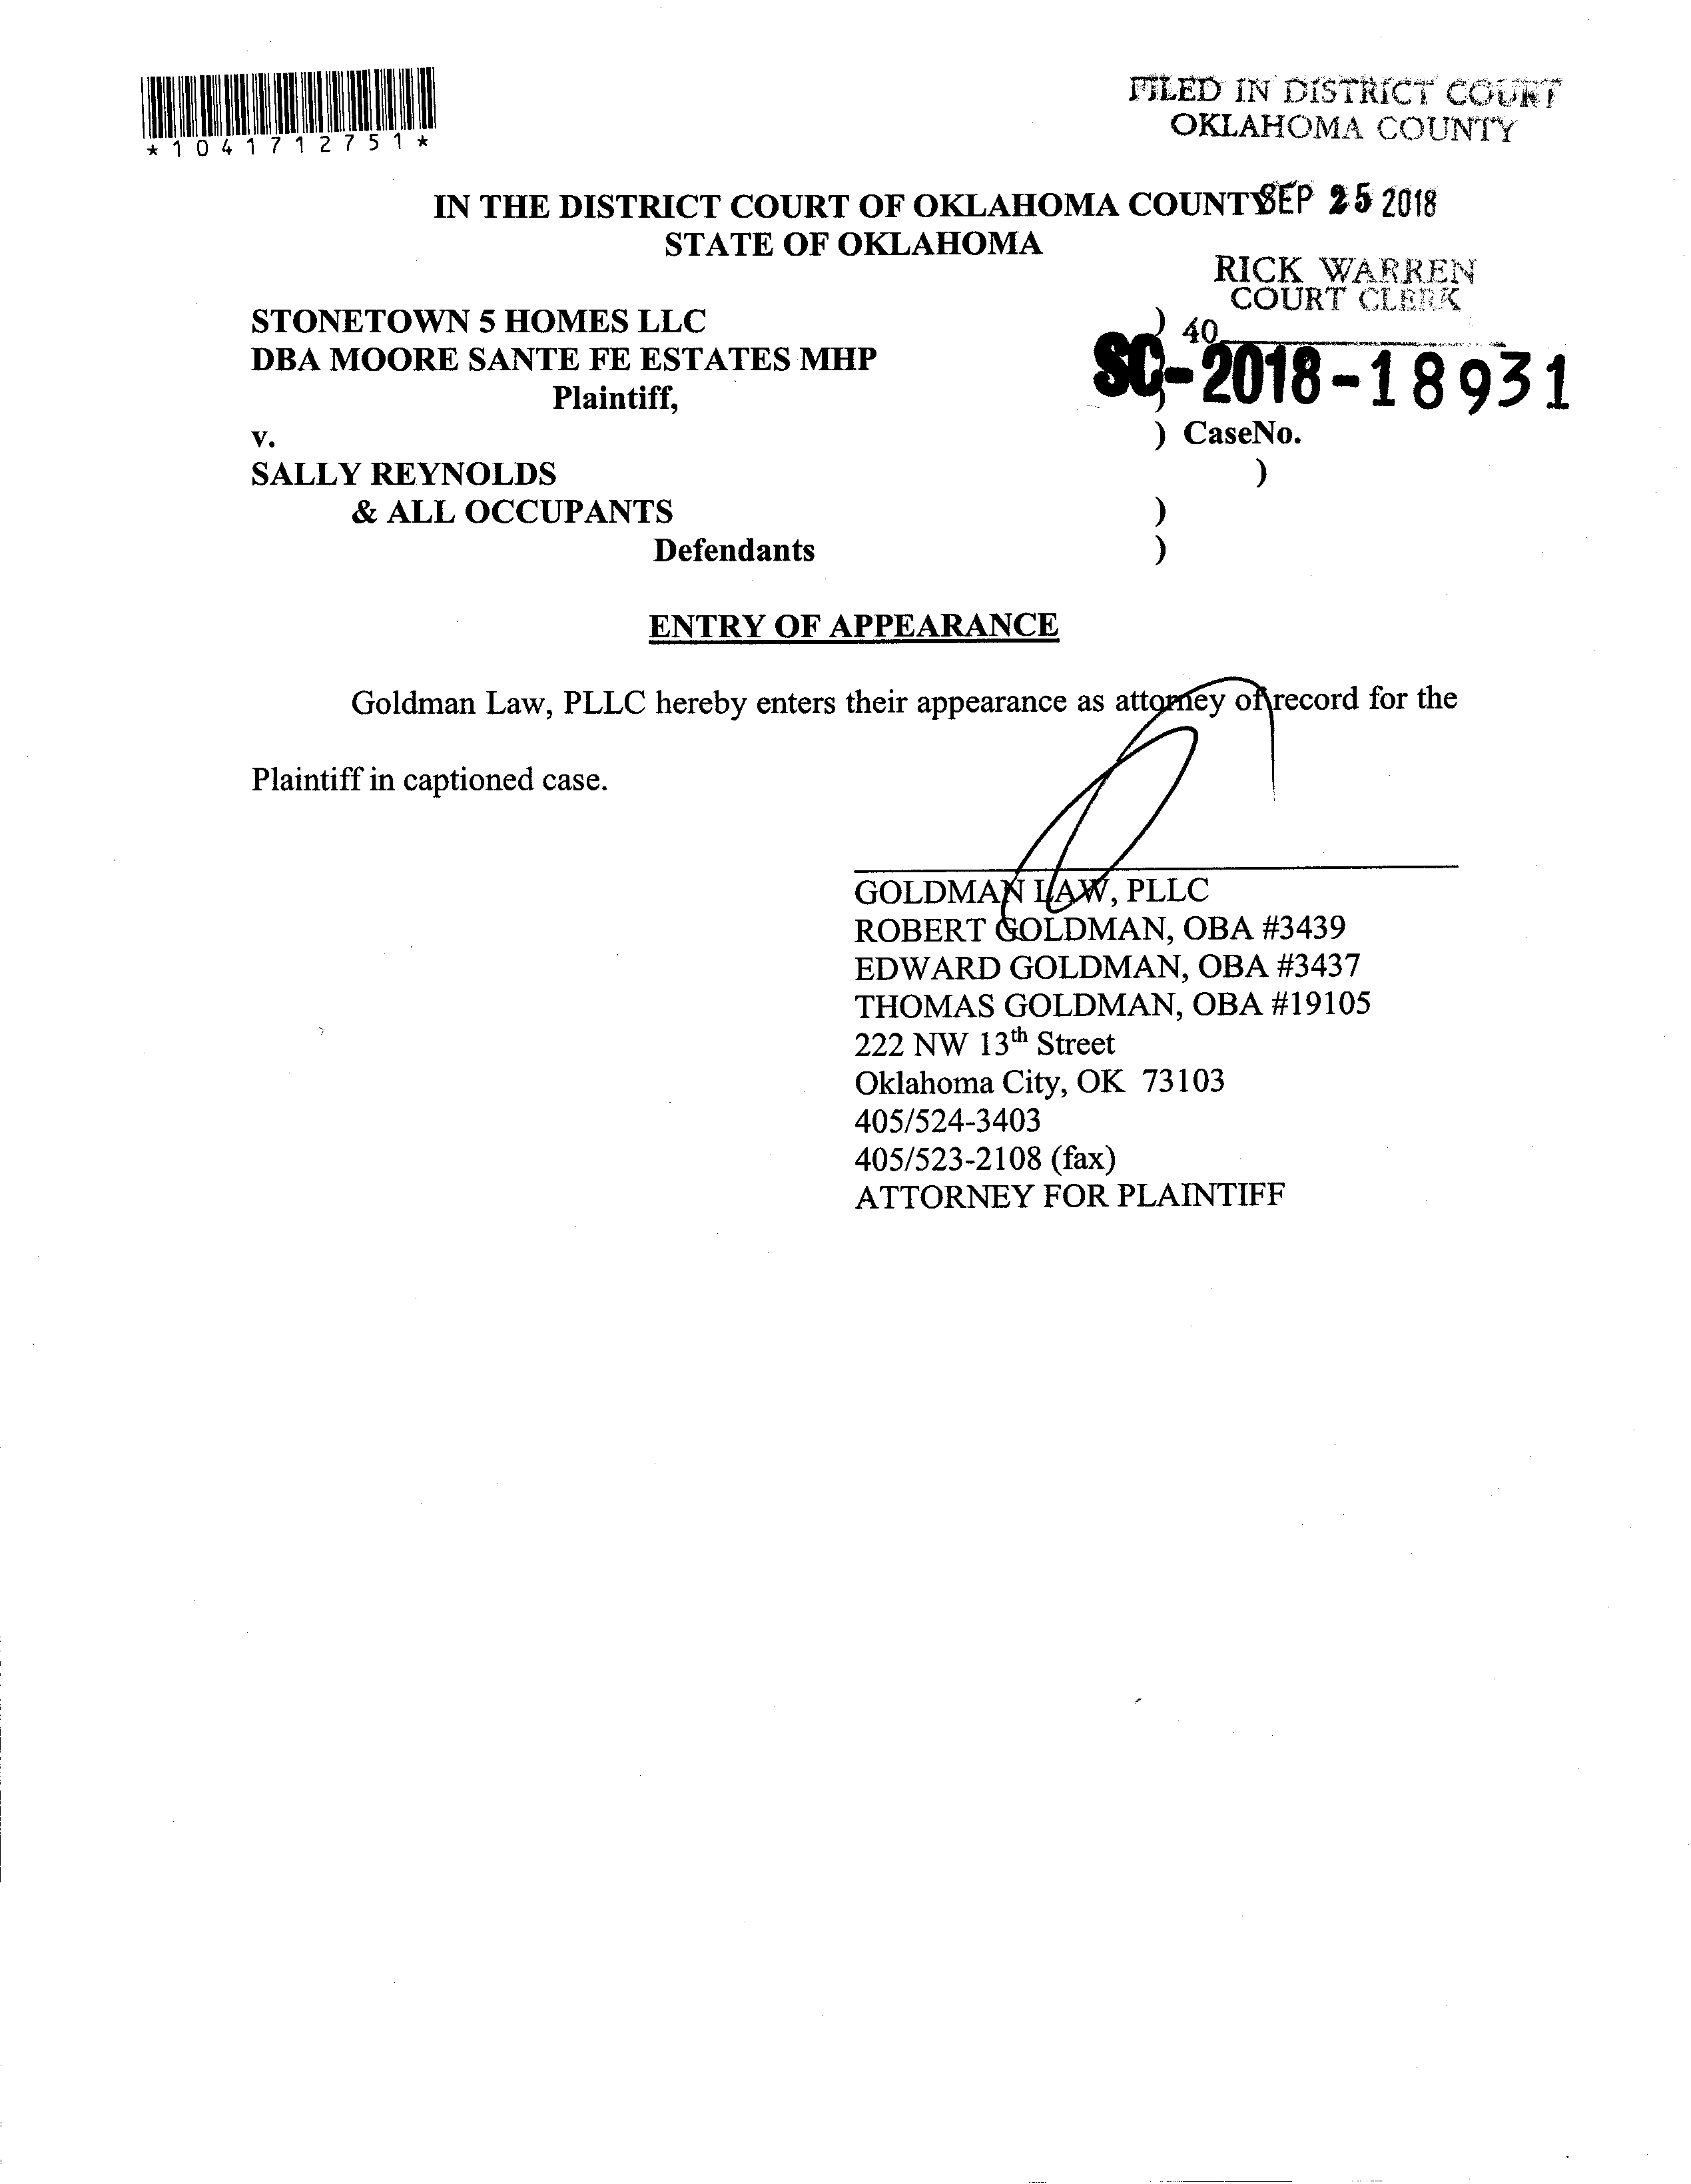 *1041712751*
FILED IN DISTRICT COURT
OKLAHOMA COUNTY
IN THE DISTRICT COURT OF OKLAHOMA COUNTY SEP 25 2018
STATE OF OKLAHOMA
RICK WARREN
COURT CLERK
STONETOWN 5 HOMES LLC )
40
DBA MOORE SANTE FE ESTATES MHP
SC-2018-18931
Plaintiff, )
v. ) CaseNo.
SALLY REYNOLDS )
& ALL OCCUPANTS )
Defendants )
ENTRY OF APPEARANCE
Goldman Law, PLLC hereby enters their appearance as attorney of record for the
Plaintiff in captioned case.
GOLDMAN LAW, PLLC
ROBERT GOLDMAN, OBA #3439
EDWARD GOLDMAN, OBA #3437
THOMAS GOLDMAN, OBA #19105
222 NW 13th Street
Oklahoma City, OK 73103
405/524-3403
405/523-2108 (fax)
ATTORNEY FOR PLAINTIFF